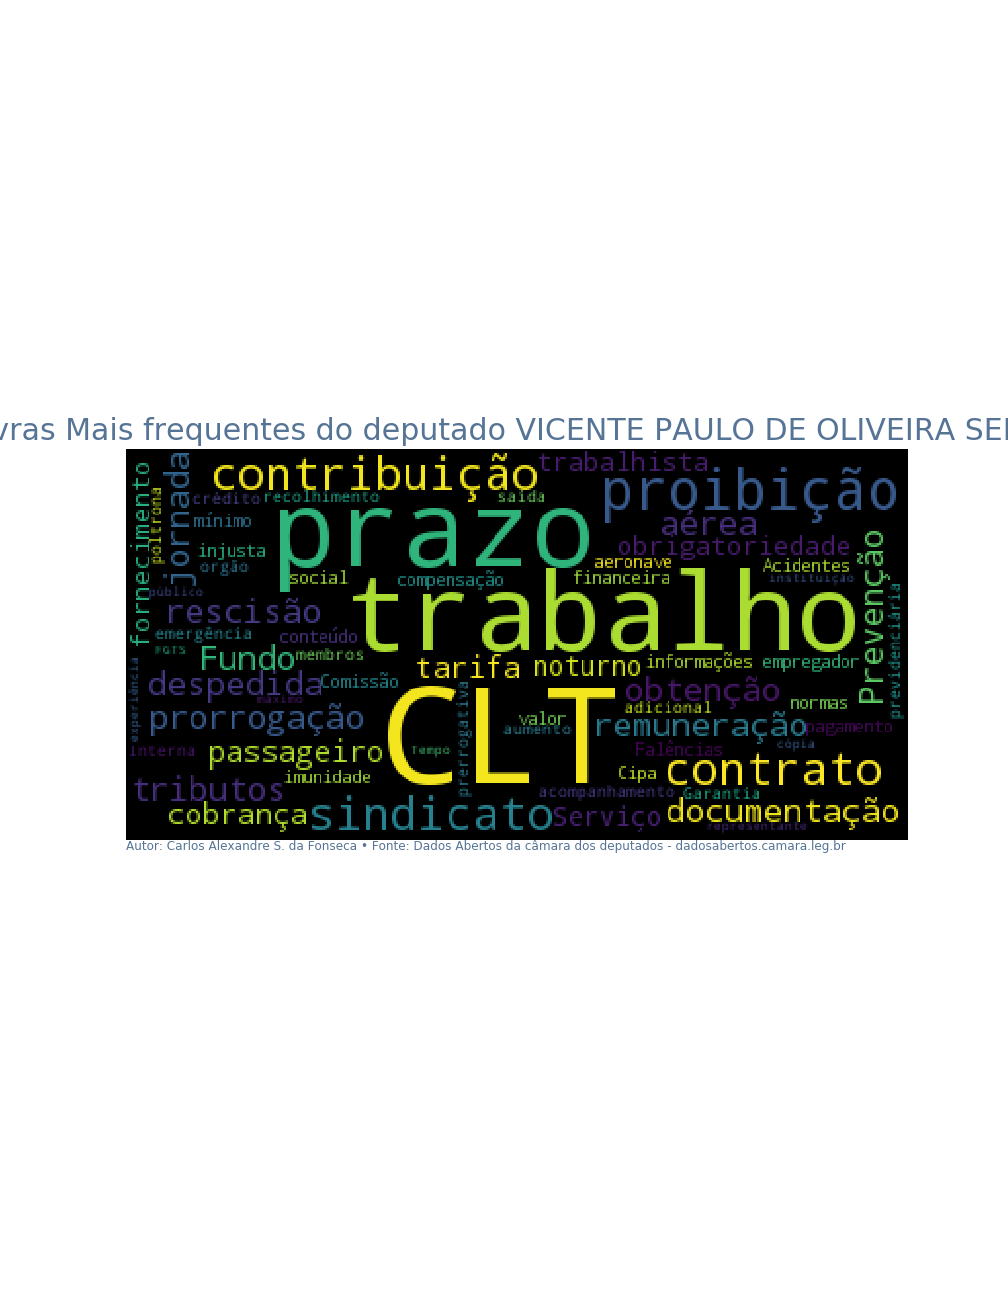 vras Mais frequentes do deputado VICENTE PAULO DE OLIVEIRA SE
contribuição
trabalhista
jornada
fornecimento
poltrona
crédito
recolhimento
saída
proibição
mínimo
prazo
aérea
injusta
orgão
obrigatoriedade
aeronave
Acidentes
Prevenção
social
compensação
financeira
instituição
público
trabalho
previdenciária
rescisão
emergência
conteúdo
FGTS
Fundo
membros
tarifa
noturno
informações
empregador
experiência
despedida
Comissão
obtenção
máximo
adicional
normas
prerrogativa
CLT
prorrogação
valor
aumento
remuneração
pagamento
interna
passageiro
Tempo
Falências
cópia
imunidade
Cipa
contrato
tributos
acompanhamento
Garantia
cobrança
sindicato
Serviço
documentação
representante
Autor: Carlos Alexandre S. da Fonseca • Fonte: Dados Abertos da câmara dos deputados - dadosabertos.camara.leg.br